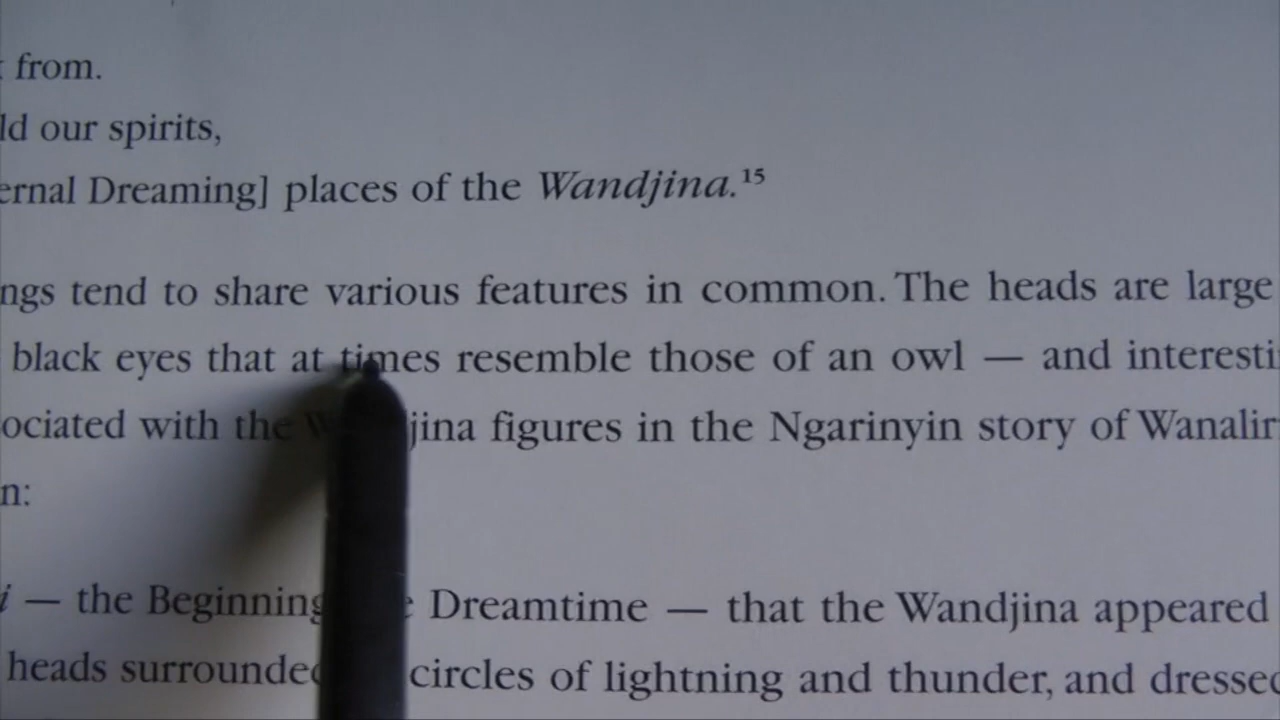 from.
ld our spirits,
ernal Dreaming] places of the Wandjina.15
ngs tend to share various features in common. The heads are large
black eyes that at times resemble those of an owl — and interesti
ociated with the jina figures in the Ngarinyin story of Wanalir
n:
i — the Beginning Dreamtime — that the Wandjina appeared
heads surrounded circles of lightning and thunder, and dressed